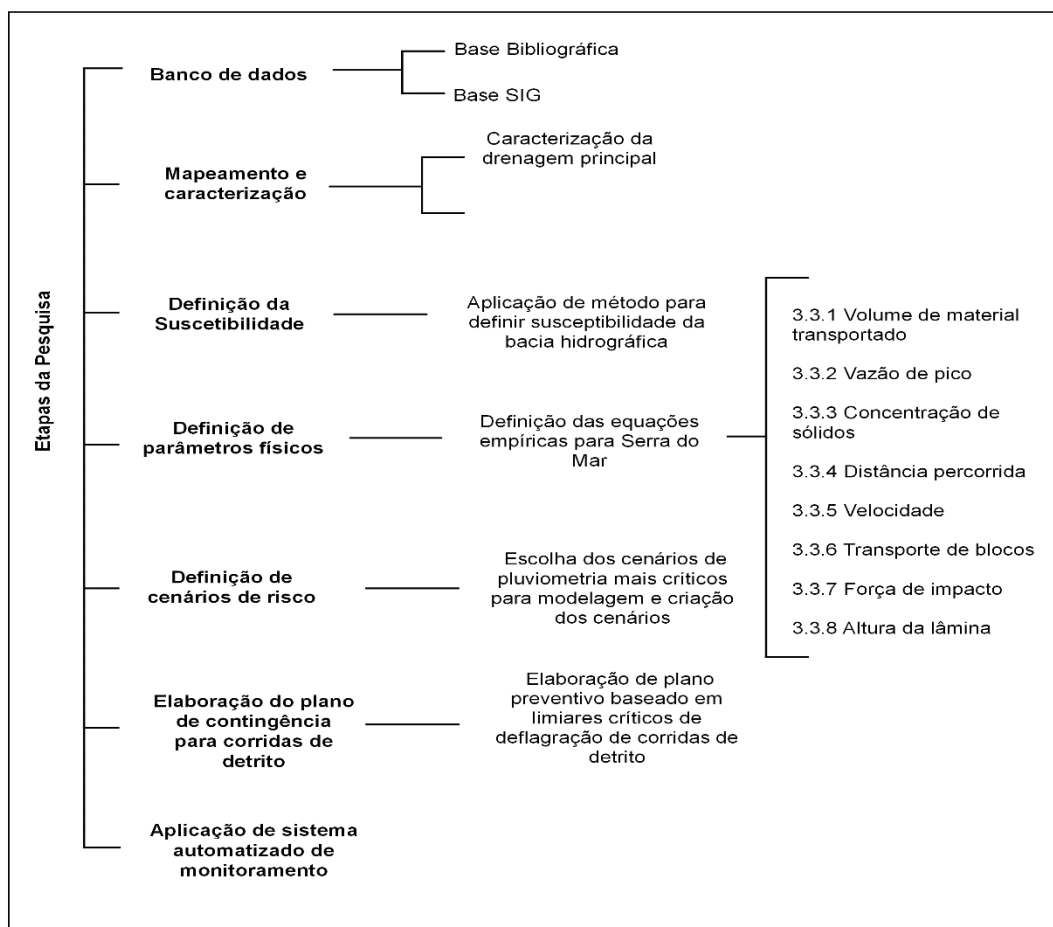 Etapas da Pesquisa
Banco de dados
Base Bibliográfica
Base SIG
Mapeamento e
caracterização
Caracterização da
drenagem principal
Definição da
Suscetibilidade
Aplicação de método para
definir susceptibilidade da
bacia hidrográfica
Definição de
parâmetros físicos
Definição das equações
empíricas para Serra do
Mar
3.3.1 Volume de material
transportado
3.3.2 Vazão de pico
3.3.3 Concentração de
sólidos
3.3.4 Distância percorrida
3.3.5 Velocidade
3.3.6 Transporte de blocos
3.3.7 Força de impacto
3.3.8 Altura da lâmina
Definição de
cenários de risco
Escolha dos cenários de
pluviometria mais críticos
para modelagem e criação
dos cenários
Elaboração do plano
de contingência
para corridas de
detrito
Elaboração de plano
preventivo baseado em
limiares críticos de
deflagração de corridas de
detrito
Aplicação de sistema
automatizado de
monitoramento